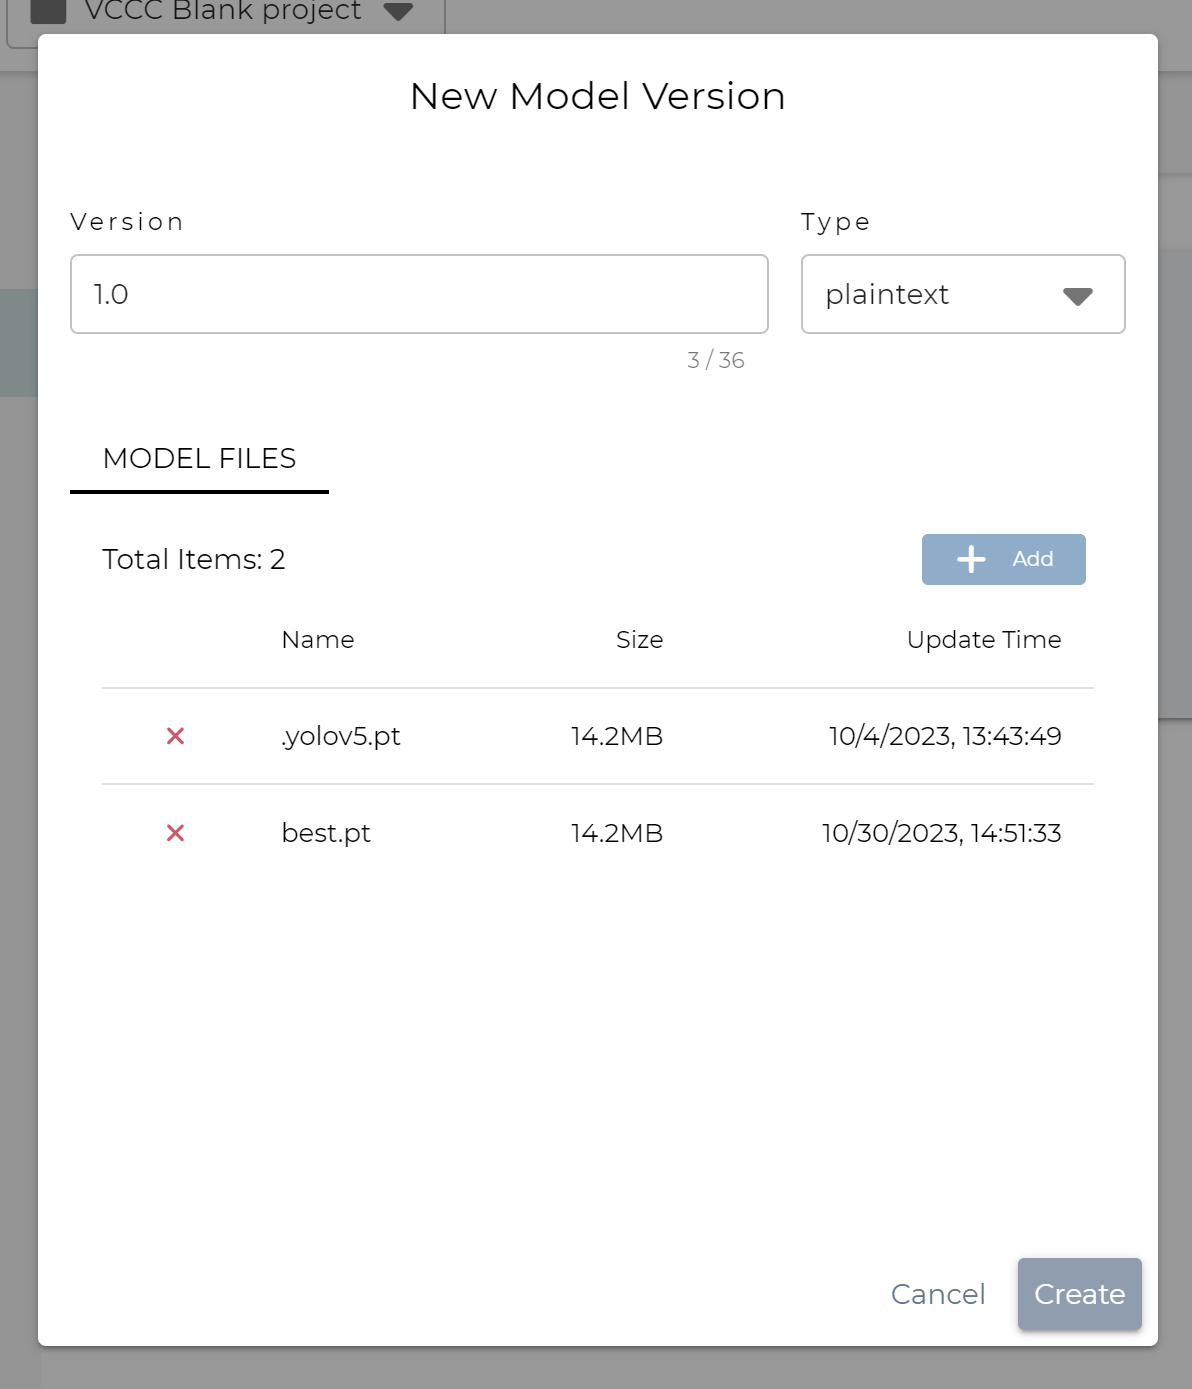 VCCC Blank project
New Model Version
Version
Type
1.0
plaintext
3 / 36
MODEL FILES
Total Items: 2
Add
Name Size Update Time
.yolov5.pt 14.2MB 10/4/2023, 13:43:49
best.pt 14.2MB 10/30/2023, 14:51:33
Cancel
Create